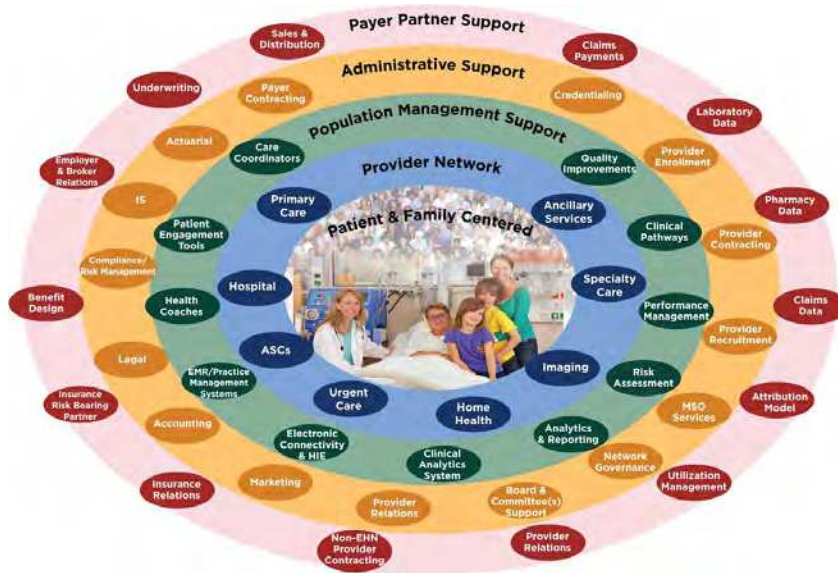 Payer Partner Support
Sales &
Distribution
Claims
Payments
Underwriting
Laboratory
Data
Employer
& Broker
Relations
Pharmacy
Data
Benefit
Design
Claims
Data
Insurance
Risk Bearing
Partner
Attribution
Model
Insurance
Relations
Utilization
Management
Non-EHN
Provider
Contracting
Provider
Relations
Administrative Support
Payer
Contracting
Credentialing
Actuarial
Provider
Enrollment
IS
Provider
Contracting
Compliance/
Risk Management
Provider
Recruitment
Legal
MSO
Services
Accounting
Network
Governance
Marketing
Board &
Committee(s)
Support
Provider
Relations
Population Management Support
Care
Coordinators
Quality
Improvements
Patient
Engagement
Tools
Clinical
Pathways
Health
Coaches
Performance
Management
EMR/Practice
Management
Systems
Risk
Assessment
Electronic
Connectivity
& HIE
Analytics
& Reporting
Clinical
Analytics
System
Provider Network
Primary
Care
Ancillary
Services
Hospital
Specialty
Care
ASCs
Imaging
Urgent
Care
Home
Health
Patient & Family Centered